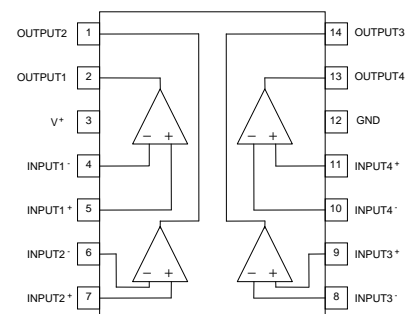 OUTPUT2 1 14 OUTPUT3
OUTPUT1 2 13 OUTPUT4
V+ 3 12 GND
− + − +
INPUT1- 4 11 INPUT4+
INPUT1+ 5 10 INPUT4-
INPUT2- 6 9 INPUT3+
− + − +
INPUT2+ 7 8 INPUT3-